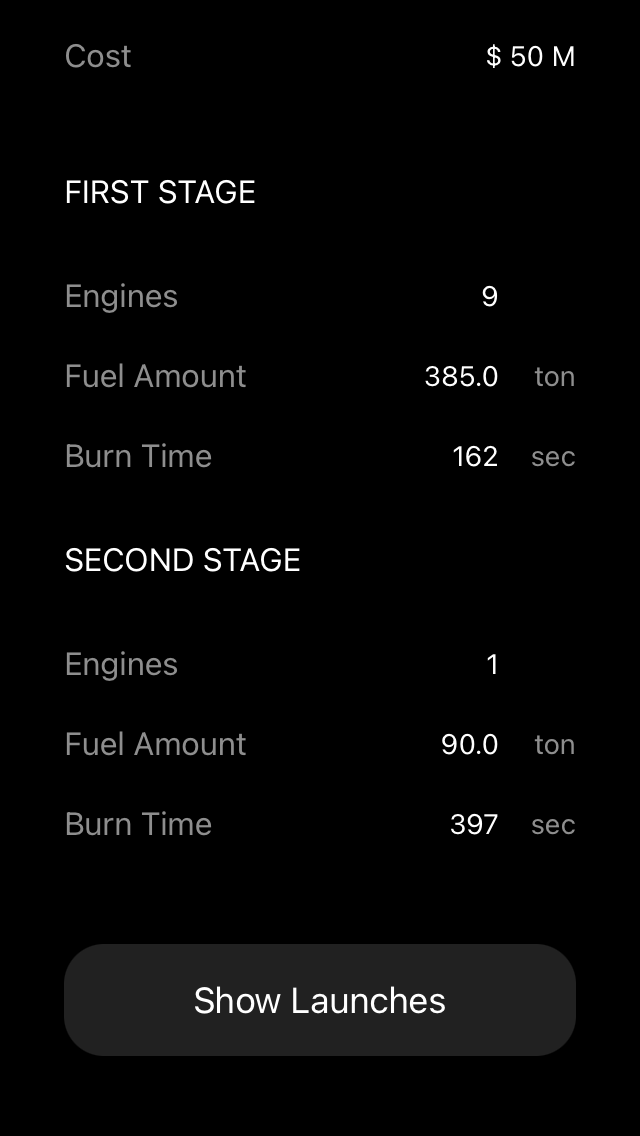 Cost $ 50 M
FIRST STAGE
Engines 9
Fuel Amount 385.0 ton
Burn Time 162 sec
SECOND STAGE
Engines 1
Fuel Amount 90.0 ton
Burn Time 397 sec
Show Launches